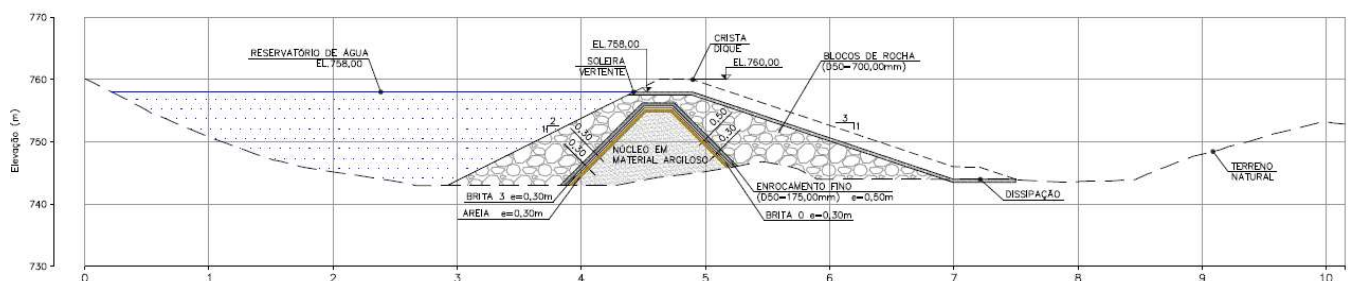 770
760
750
740
730
Elevação (m)
RESERVATÓRIO DE ÁGUA
EL.758,00
EL.758,00
SOLEIRA
VERTENTE
CRISTA
DIQUE
EL.760,00
BLOCOS DE ROCHA
(D50-700,00mm)
2
1
0.30
0.30
0.50
0.30
3
1
NÚCLEO EM
MATERIAL ARGILOSO
BRITA 3 e=0,30m
AREIA e=0,30m
ENROCAMENTO FINO
(D50-175,00mm) e=0,50m
BRITA 0 e=0,30m
DISSIPAÇÃO
TERRENO
NATURAL
0 1 2 3 4 5 6 7 8 9 10